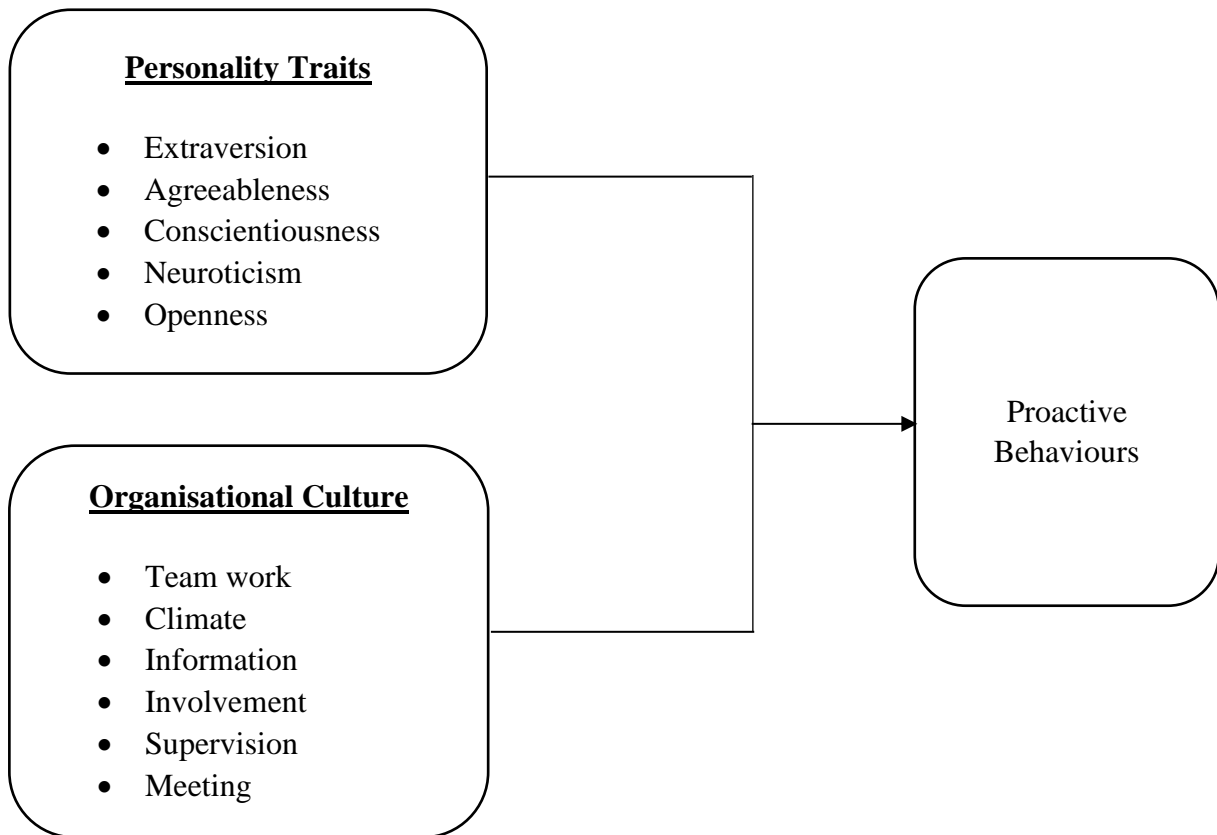 Personality Traits
• Extraversion
• Agreeableness
• Conscientiousness
• Neuroticism
• Openness
Organisational Culture
• Team work
• Climate
• Information
• Involvement
• Supervision
• Meeting
Proactive
Behaviours